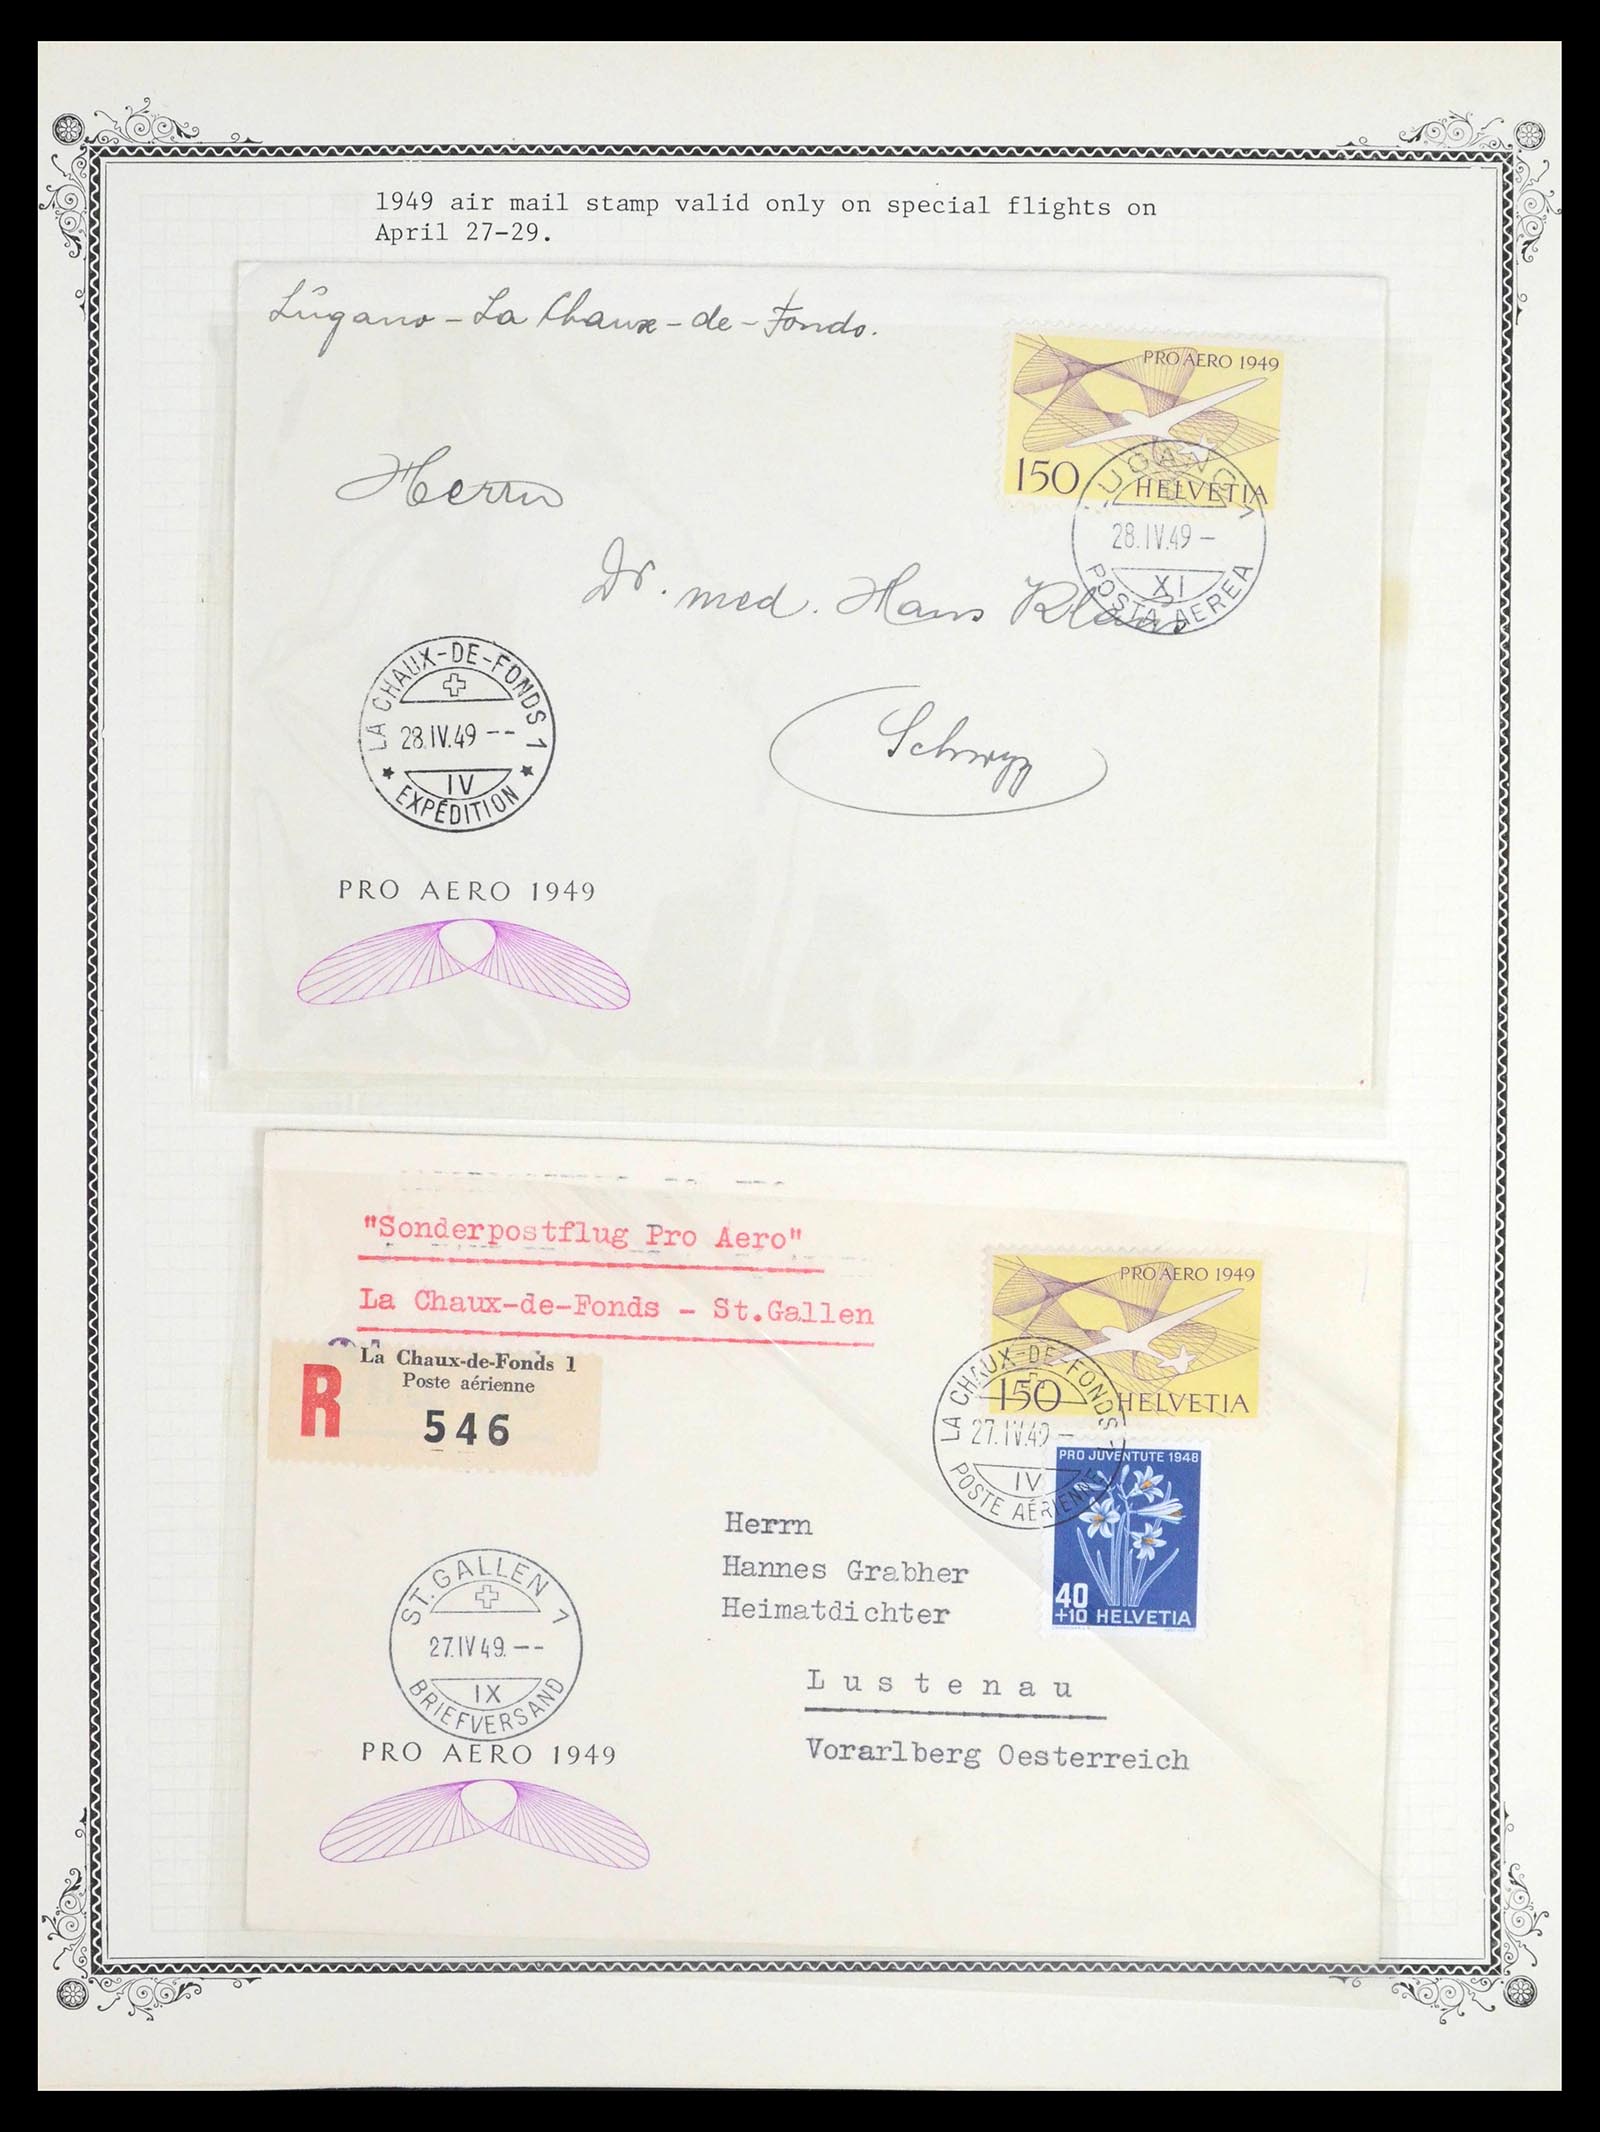 1949 air mail stamp valid only on special flights on
April 27-29.
Lugano - La Chaux-de-Fonds.
PRO AERO 1949
150 HELVETIA
LUGANO 1
28.IV.49 –
XI
POSTA AEREA
Herrn
Dr. med. Hans Klaus
Schwyz
LA CHAUX-DE-FONDS 1
28.IV.49 --
IV
EXPÉDITION
PRO AERO 1949
"Sonderpostflug Pro Aero"
La Chaux-de-Fonds - St.Gallen
R
La Chaux-de-Fonds 1
Poste aérienne
546
PRO AERO 1949
150 HELVETIA
LA CHAUX-DE-FONDS 1
27.IV.49 –
IV
POSTE AÉRIENNE
PRO JUVENTUTE 1948
40
+10 HELVETIA
Herrn
Hannes Grabher
Heimatdichter
Lustenau
Vorarlberg Oesterreich
ST.GALLEN 1
27.IV 49.--
IX
BRIEFVERSAND
PRO AERO 1949